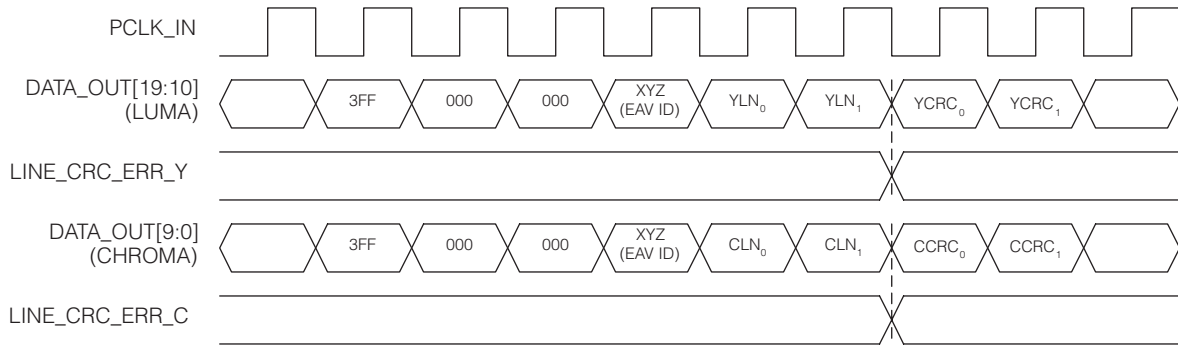 PCLK_IN
DATA_OUT[19:10]
(LUMA)
3FF
000
000
XYZ
(EAV ID)
YLN₀
YLN₁
YCRC₀
YCRC₁
LINE_CRC_ERR_Y
DATA_OUT[9:0]
(CHROMA)
3FF
000
000
XYZ
(EAV ID)
CLN₀
CLN₁
CCRC₀
CCRC₁
LINE_CRC_ERR_C